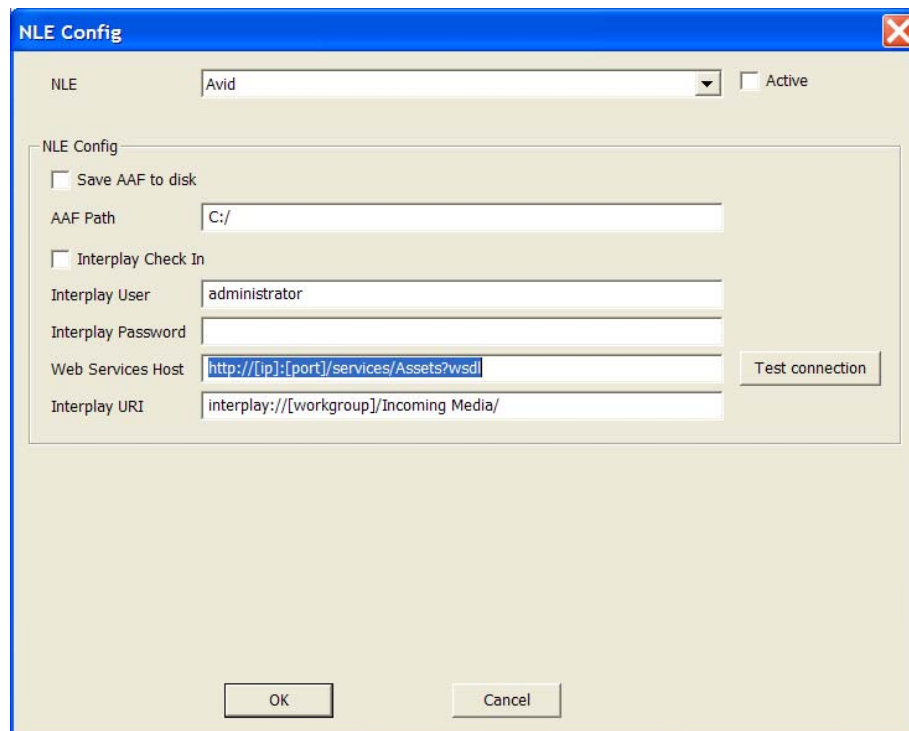 NLE Config
NLE Avid Active
NLE Config
Save AAF to disk
AAF Path C:/
Interplay Check In
Interplay User administrator
Interplay Password
Web Services Host http://[ip]:[port]/services/Assets?wsdl Test connection
Interplay URI interplay://[workgroup]/Incoming Media/
OK Cancel